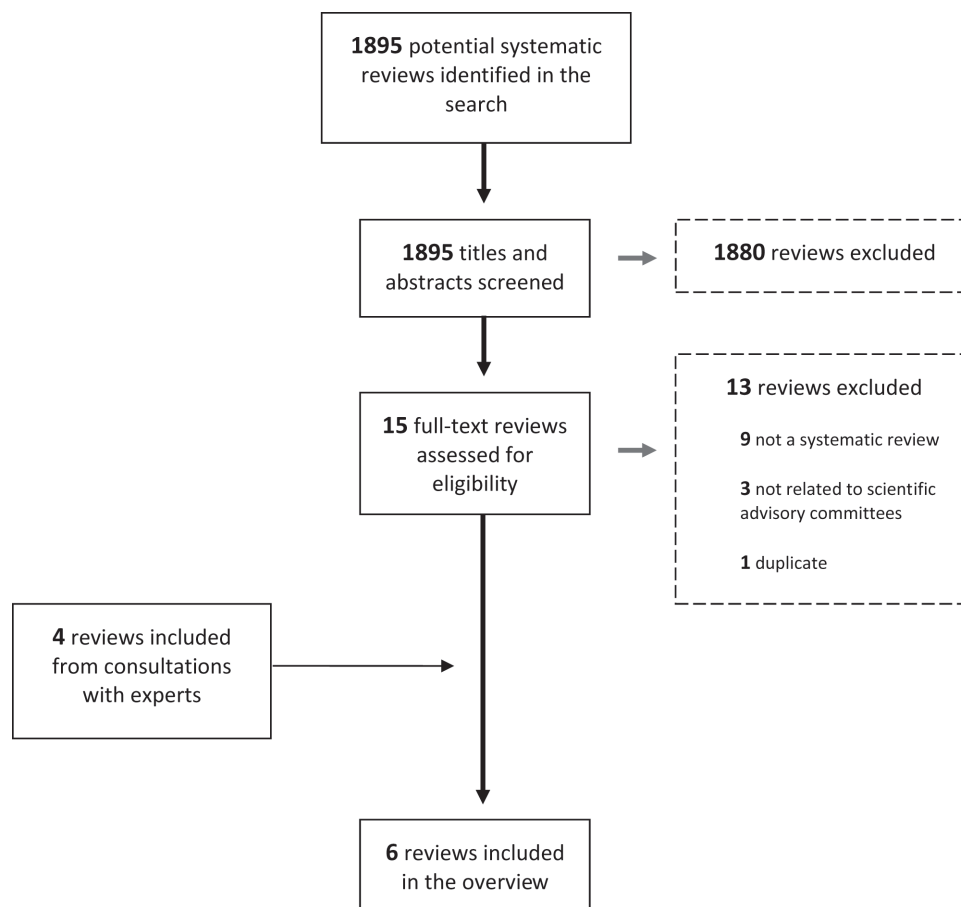 1895 potential systematic
reviews identified in the
search
1895 titles and
abstracts screened
1880 reviews excluded
15 full-text reviews
assessed for
eligibility
13 reviews excluded
9 not a systematic review
3 not related to scientific
advisory committees
1 duplicate
4 reviews included
from consultations
with experts
6 reviews included
in the overview